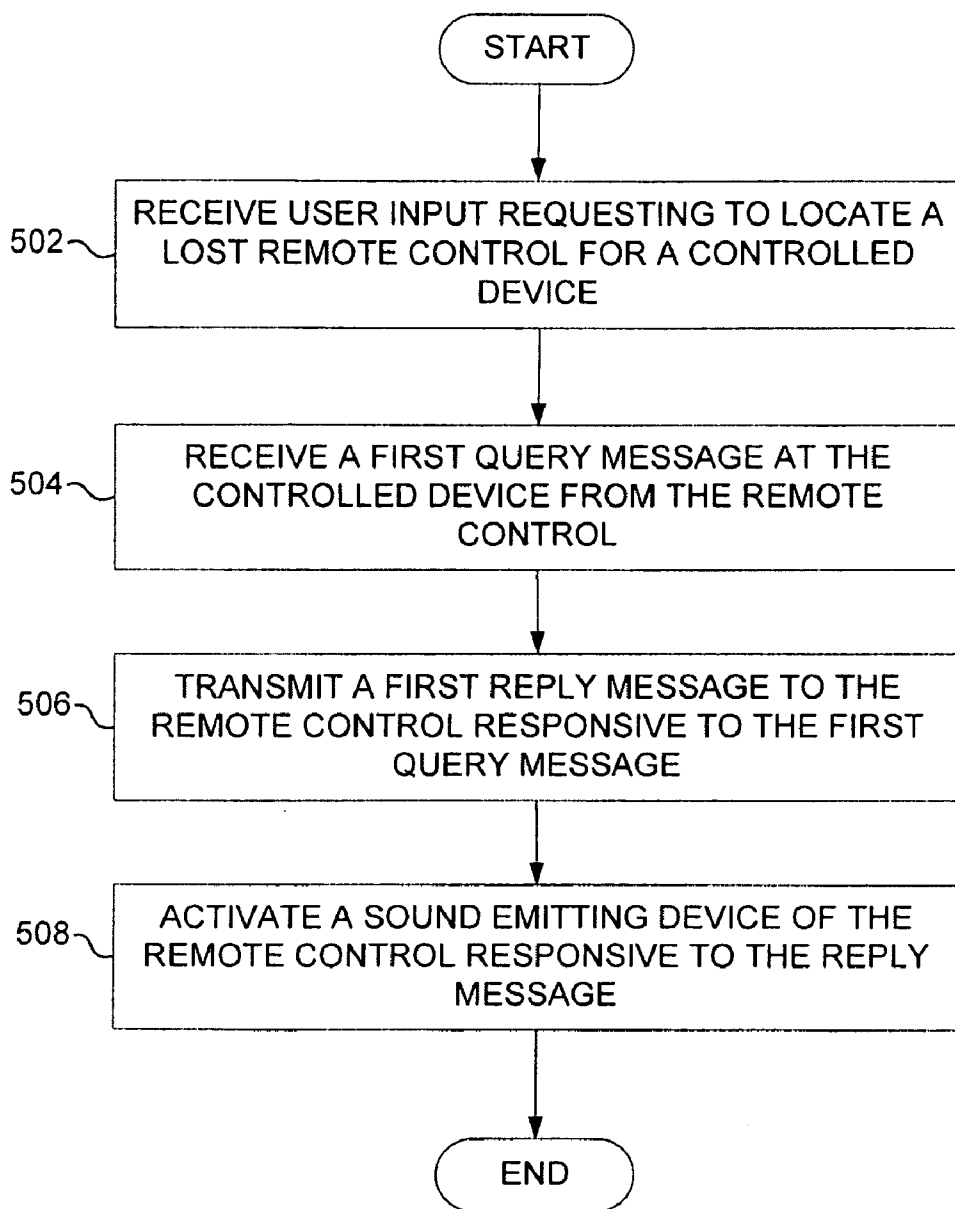 START
502
RECEIVE USER INPUT REQUESTING TO LOCATE A
LOST REMOTE CONTROL FOR A CONTROLLED
DEVICE
504
RECEIVE A FIRST QUERY MESSAGE AT THE
CONTROLLED DEVICE FROM THE REMOTE
CONTROL
506
TRANSMIT A FIRST REPLY MESSAGE TO THE
REMOTE CONTROL RESPONSIVE TO THE FIRST
QUERY MESSAGE
508
ACTIVATE A SOUND EMITTING DEVICE OF THE
REMOTE CONTROL RESPONSIVE TO THE REPLY
MESSAGE
END